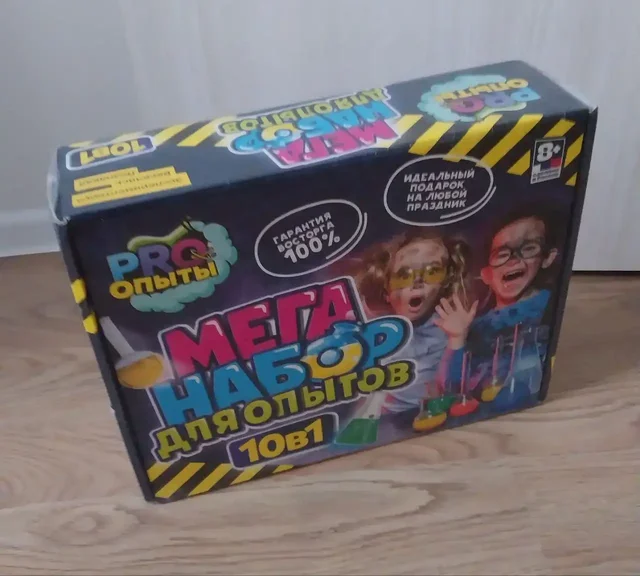 PRO
ОПЫТЫ
МЕГА
НАБОР
ДЛЯ ОПЫТОВ
10в1
8+
ГАРАНТИЯ
ВОСТОРГА
100%
ИДЕАЛЬНЫЙ
ПОДАРОК
НА ЛЮБОЙ
ПРАЗДНИК
PRO
ОПЫТЫ
МЕГА
НАБОР
ДЛЯ ОПЫТОВ
10в1